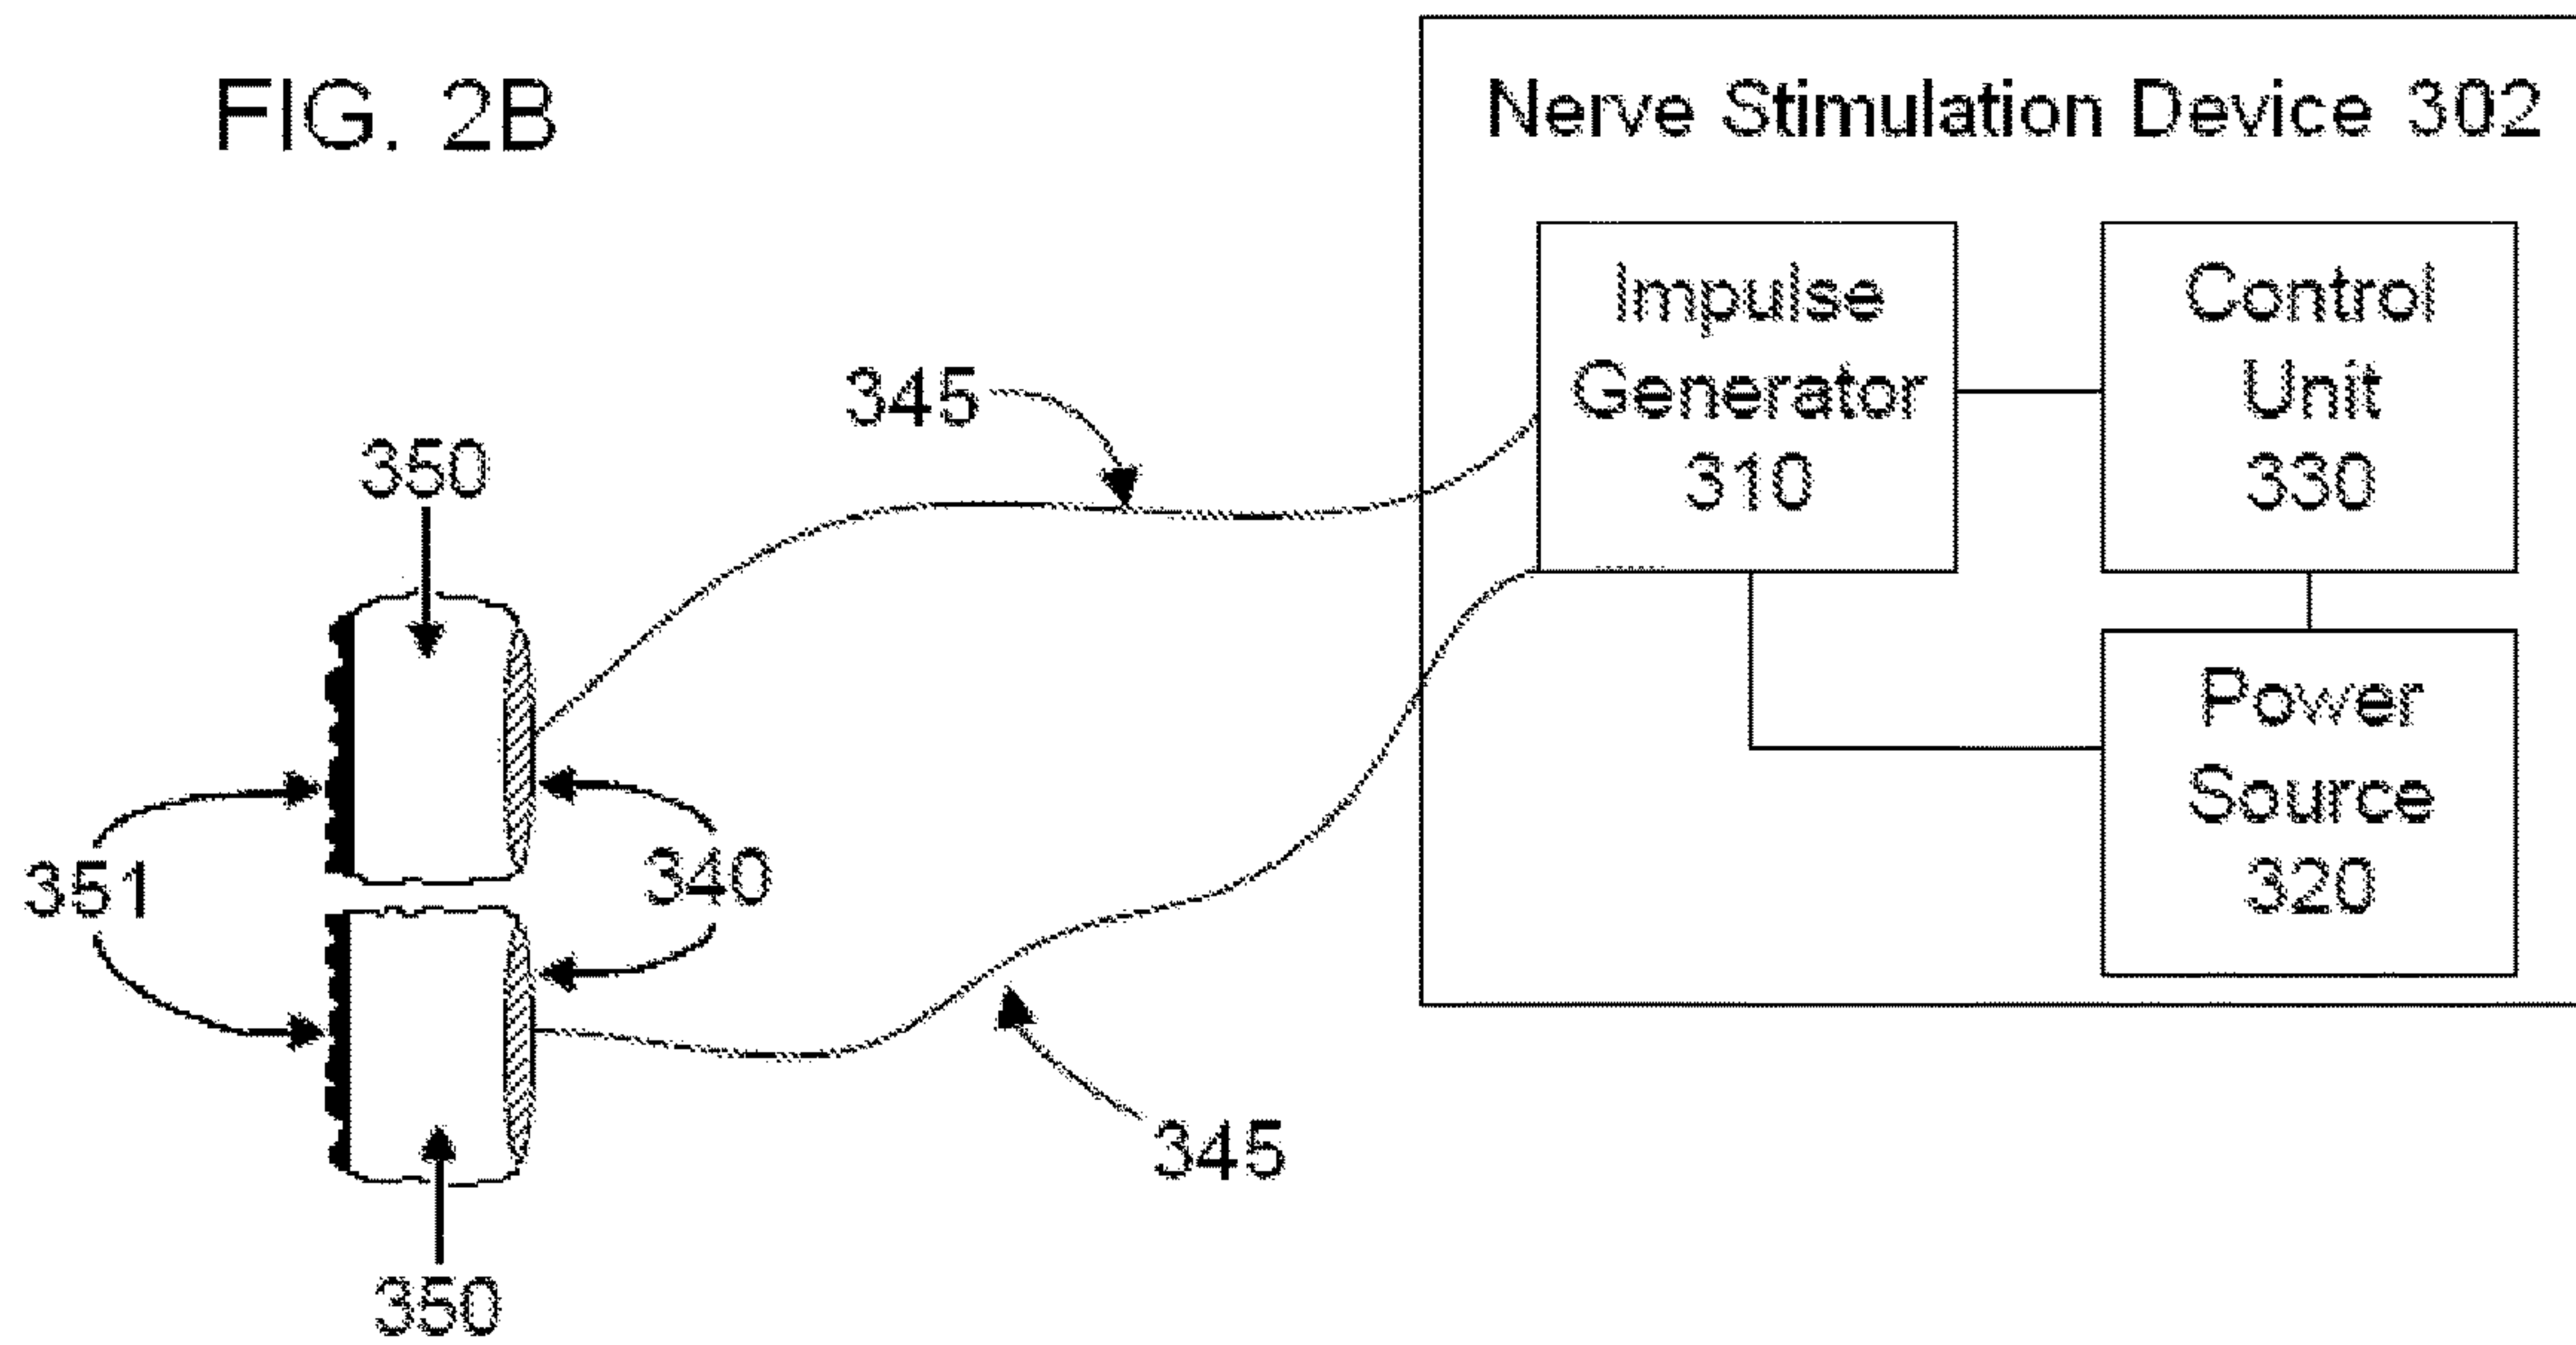 FIG. 2B
Nerve Stimulation Device 302
Impulse
Generator
310
Control
Unit
330
Power
Source
320
345
350
351
340
345
350